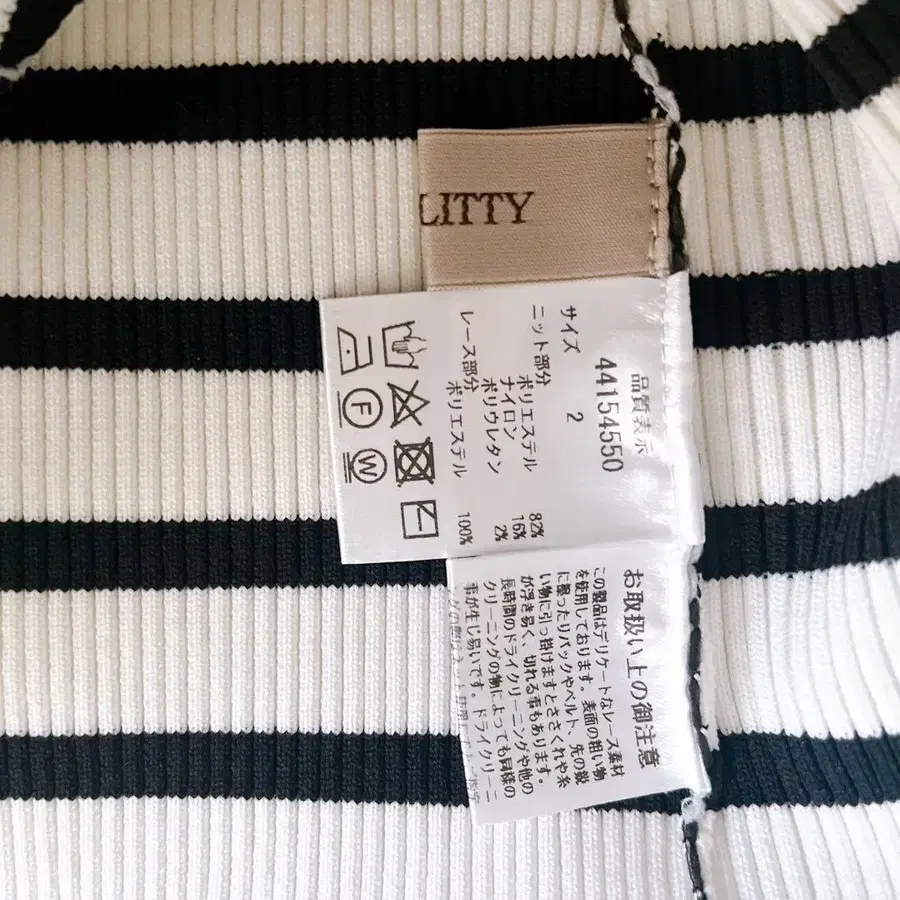 LITTY
品質表示
44154550
サイズ 2
ニット部分 ポリエステル 82%
ナイロン 16%
ポリウレタン 2%
レース部分 ポリエステル 100%
F
W
お取扱い上の御注意
この製品はデリケートなレース素材
を使用しております。表面の粗い物
に擦ったりバックやベルト、先の鋭
い物に引っ掛けますとささくれや糸
が浮き易く、切れる事もあります。
長時間のドライクリーニングや他の
クリーニングの物によっても同様の
事が生じ易いです。ドライクリーニ